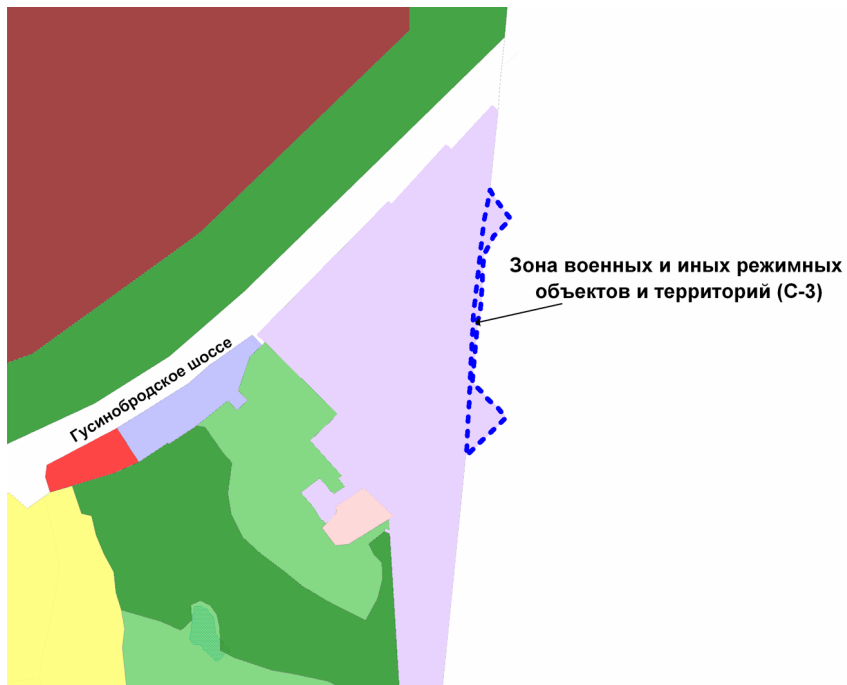 Зона военных и иных режимных
объектов и территорий (С-3)
Гусинобродское шоссе